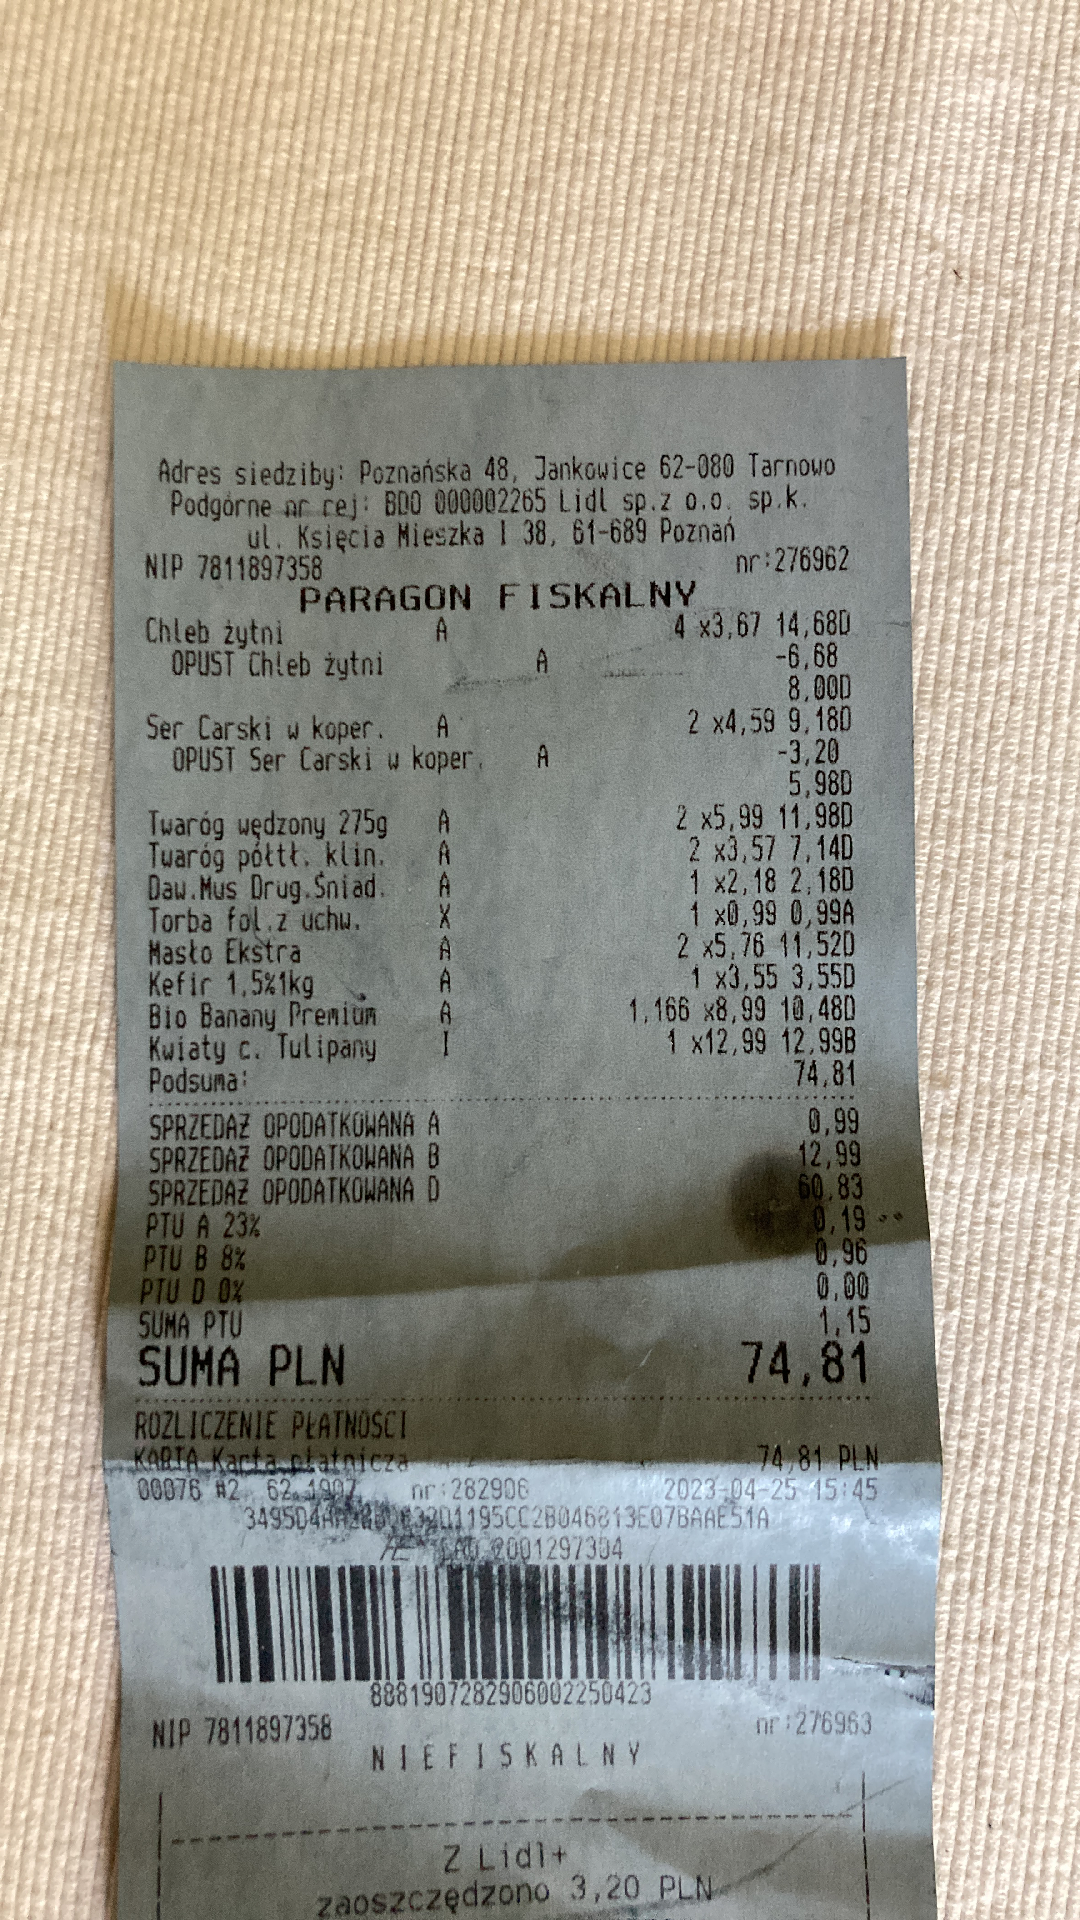 Adres siedziby: Poznańska 48, Jankowice 62-080 Tarnowo
Podgórne nr rej: BDO 000002265 Lidl sp.z o.o. sp.k.
ul. Księcia Mieszka I 38, 61-689 Poznań
NIP 7811897358 nr:276962
PARAGON FISKALNY
Chleb żytni A 4 x3,67 14,68D
OPUST Chleb żytni A -6,68
8,00D
Ser Carski w koper. A 2 x4,59 9,18D
OPUST Ser Carski w koper. A -3,20
5,98D
Twaróg wędzony 275g A 2 x5,99 11,98D
Twaróg półtł. klin. A 2 x3,57 7,14D
Daw.Mus Drug.Śniad. A 1 x2,18 2,18D
Torba fol.z uchw. X 1 x0,99 0,99A
Masło Ekstra A 2 x5,76 11,52D
Kefir 1,5%1kg A 1 x3,55 3,55D
Bio Banany Premium A 1,166 x8,99 10,48D
Kwiaty c. Tulipany I 1 x12,99 12,99B
Podsuma: 74,81
SPRZEDAŻ OPODATKOWANA A 0,99
SPRZEDAŻ OPODATKOWANA B 12,99
SPRZEDAŻ OPODATKOWANA D 60,83
PTU A 23% 0,19
PTU B 8% 0,96
PTU D 0% 0,00
SUMA PTU 1,15
SUMA PLN 74,81
ROZLICZENIE PŁATNOŚCI
KARTA Karta płatnicza 74,81 PLN
00076 #2 62.1907 nr:282906 2023-04-25 15:45
2001297304
8881907282906002250423
NIP 7811897358 nr:276963
NIEFISKALNY
Z Lidl+
zaoszczędzono 3,20 PLN